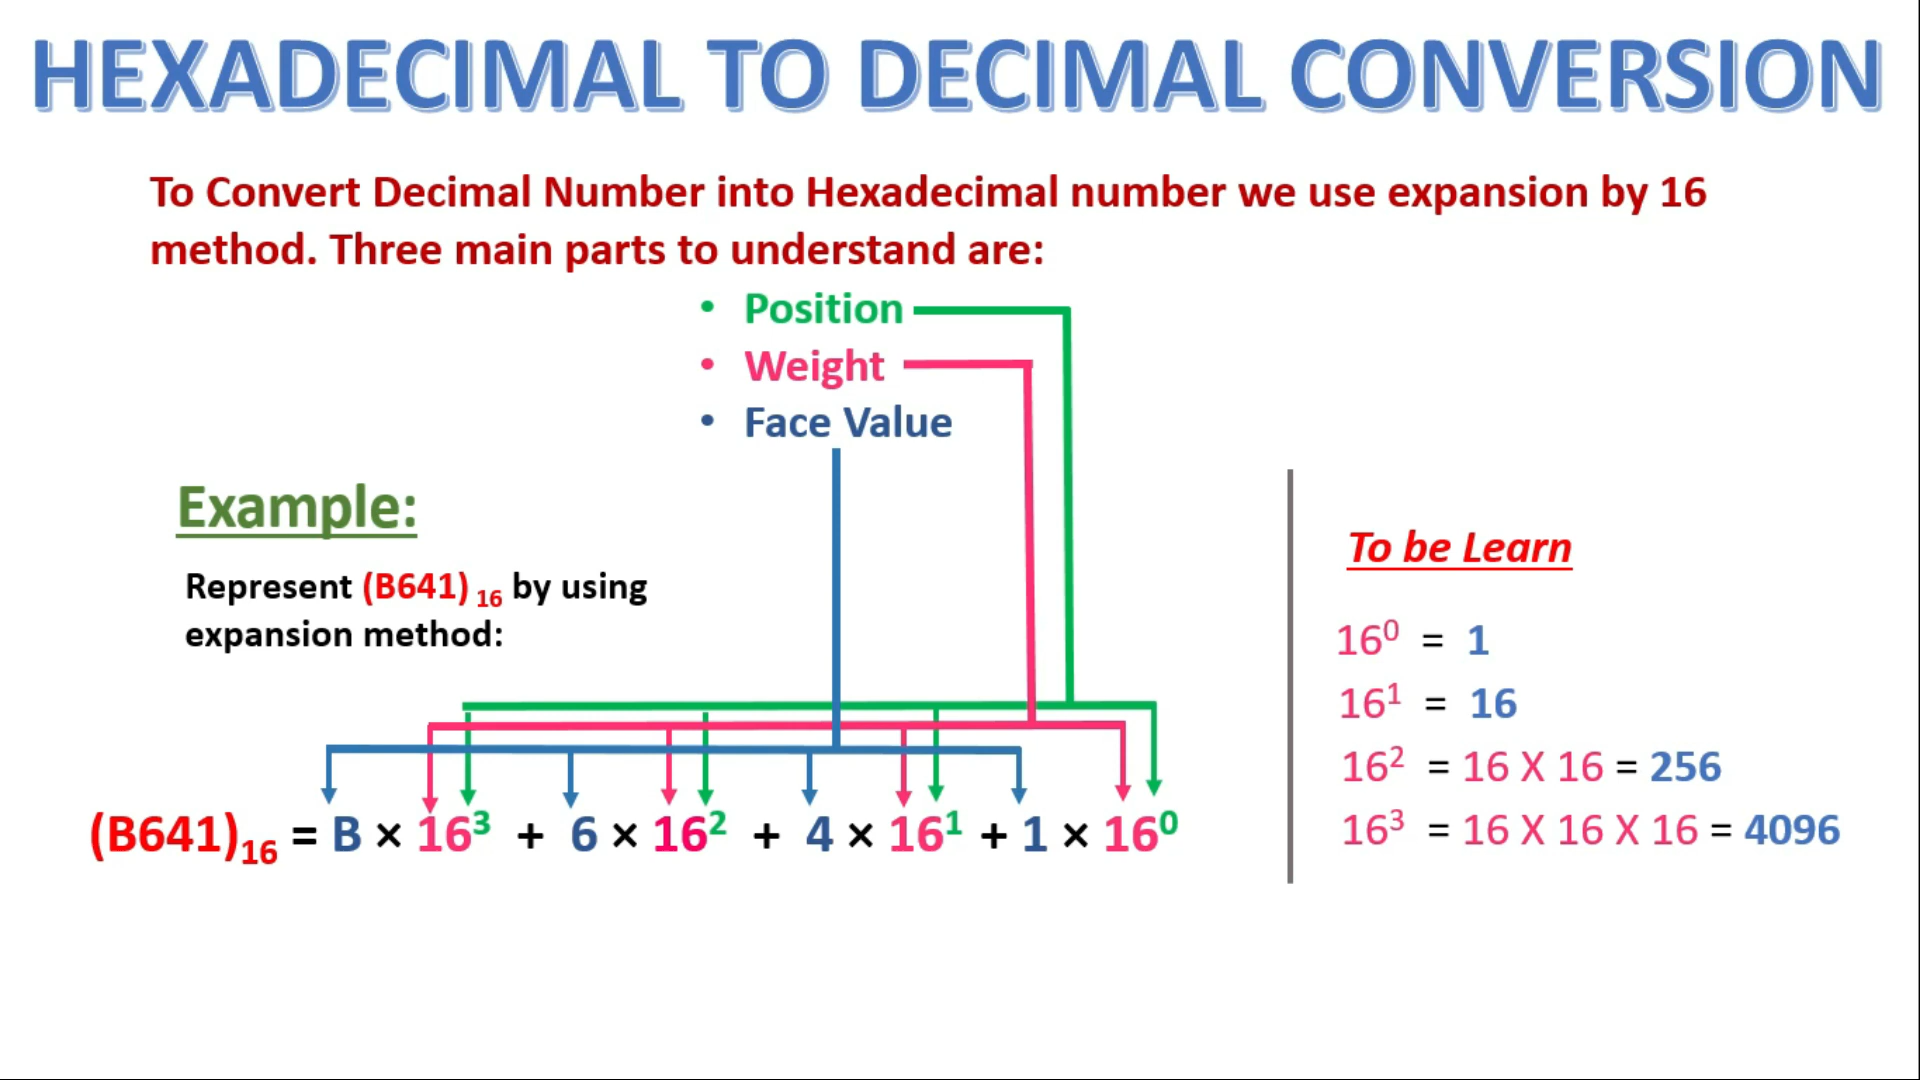 HEXADECIMAL TO DECIMAL CONVERSION
To Convert Decimal Number into Hexadecimal number we use expansion by 16
method. Three main parts to understand are:
• Position
• Weight
• Face Value
Example:
Represent (B641) 16 by using
expansion method:
(B641)₁₆ = B × 16³ + 6 × 16² + 4 × 16¹ + 1 × 16⁰
To be Learn
16⁰ = 1
16¹ = 16
16² = 16 X 16 = 256
16³ = 16 X 16 X 16 = 4096